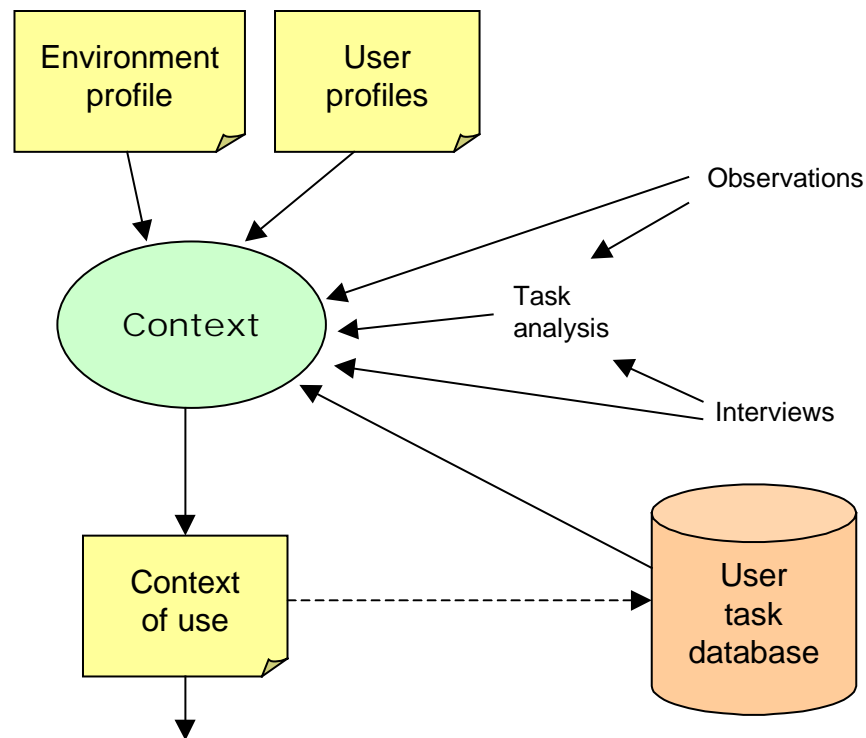 Environment
profile
User
profiles
Observations
Task
analysis
Context
Interviews
Context
of use
User
task
database